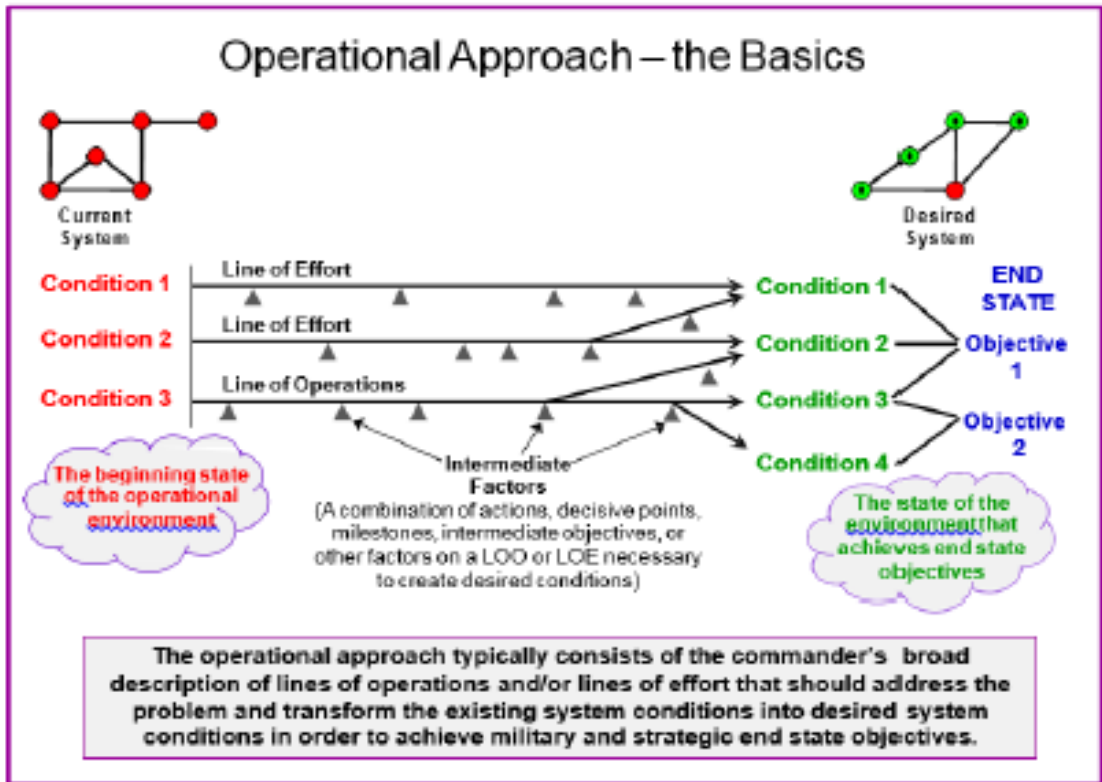 Operational Approach – the Basics
Current
System
Desired
System
Condition 1
Line of Effort
Condition 1
END
STATE
Condition 2
Line of Effort
Condition 2
Objective
1
Condition 3
Line of Operations
Condition 3
Objective
2
Condition 4
The beginning state
of the operational
environment
Intermediate
Factors
(A combination of actions, decisive points,
milestones, intermediate objectives, or
other factors on a LOO or LOE necessary
to create desired conditions)
The state of the
environment that
achieves end state
objectives
The operational approach typically consists of the commander's broad
description of lines of operations and/or lines of effort that should address the
problem and transform the existing system conditions into desired system
conditions in order to achieve military and strategic end state objectives.